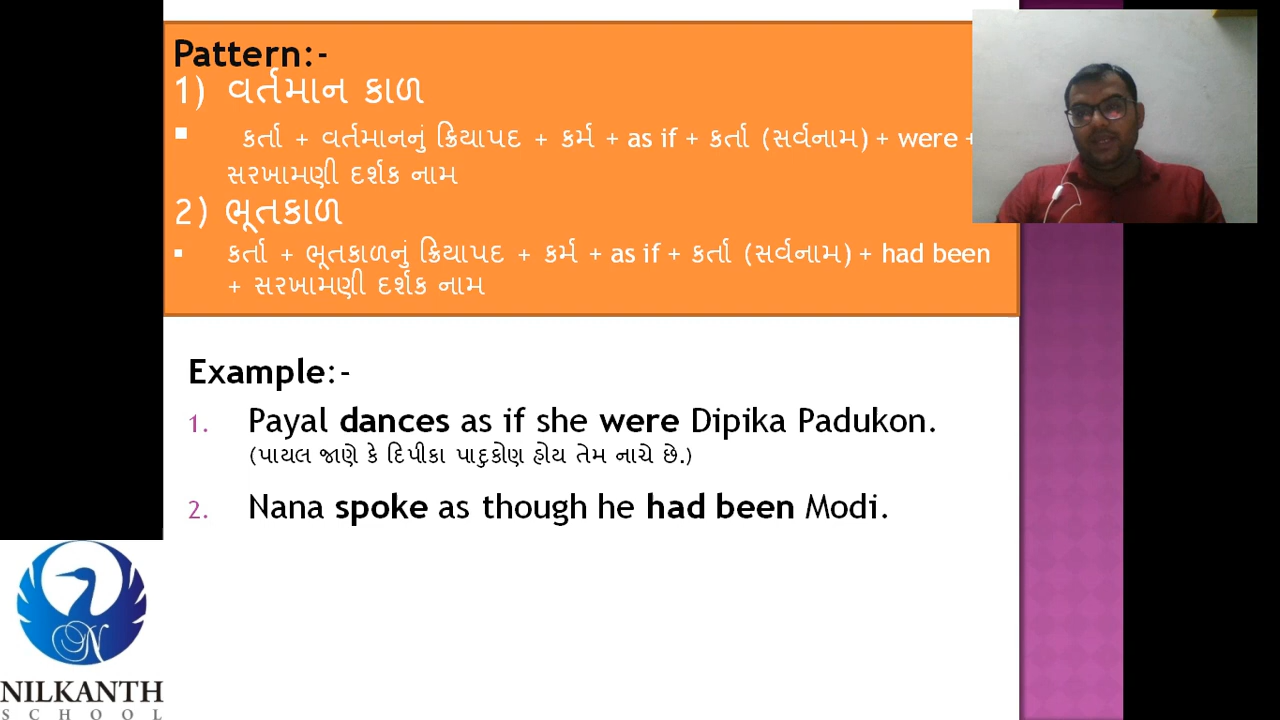 Pattern:-
1) વર્તમાન કાળ
કર્તા + વર્તમાનનું ક્રિયાપદ + કર્મ + as if + કર્તા (સર્વનામ) + were +
સરખામણી દર્શક નામ
2) ભૂતકાળ
કર્તા + ભૂતકાળનું ક્રિયાપદ + કર્મ + as if + કર્તા (સર્વનામ) + had been
+ સરખામણી દર્શક નામ
Example:-
1. Payal dances as if she were Dipika Padukon.
(પાયલ જાણે કે દિપીકા પાદુકોણ હોય તેમ નાચે છે.)
2. Nana spoke as though he had been Modi.
N
NILKANTH
SCHOOL